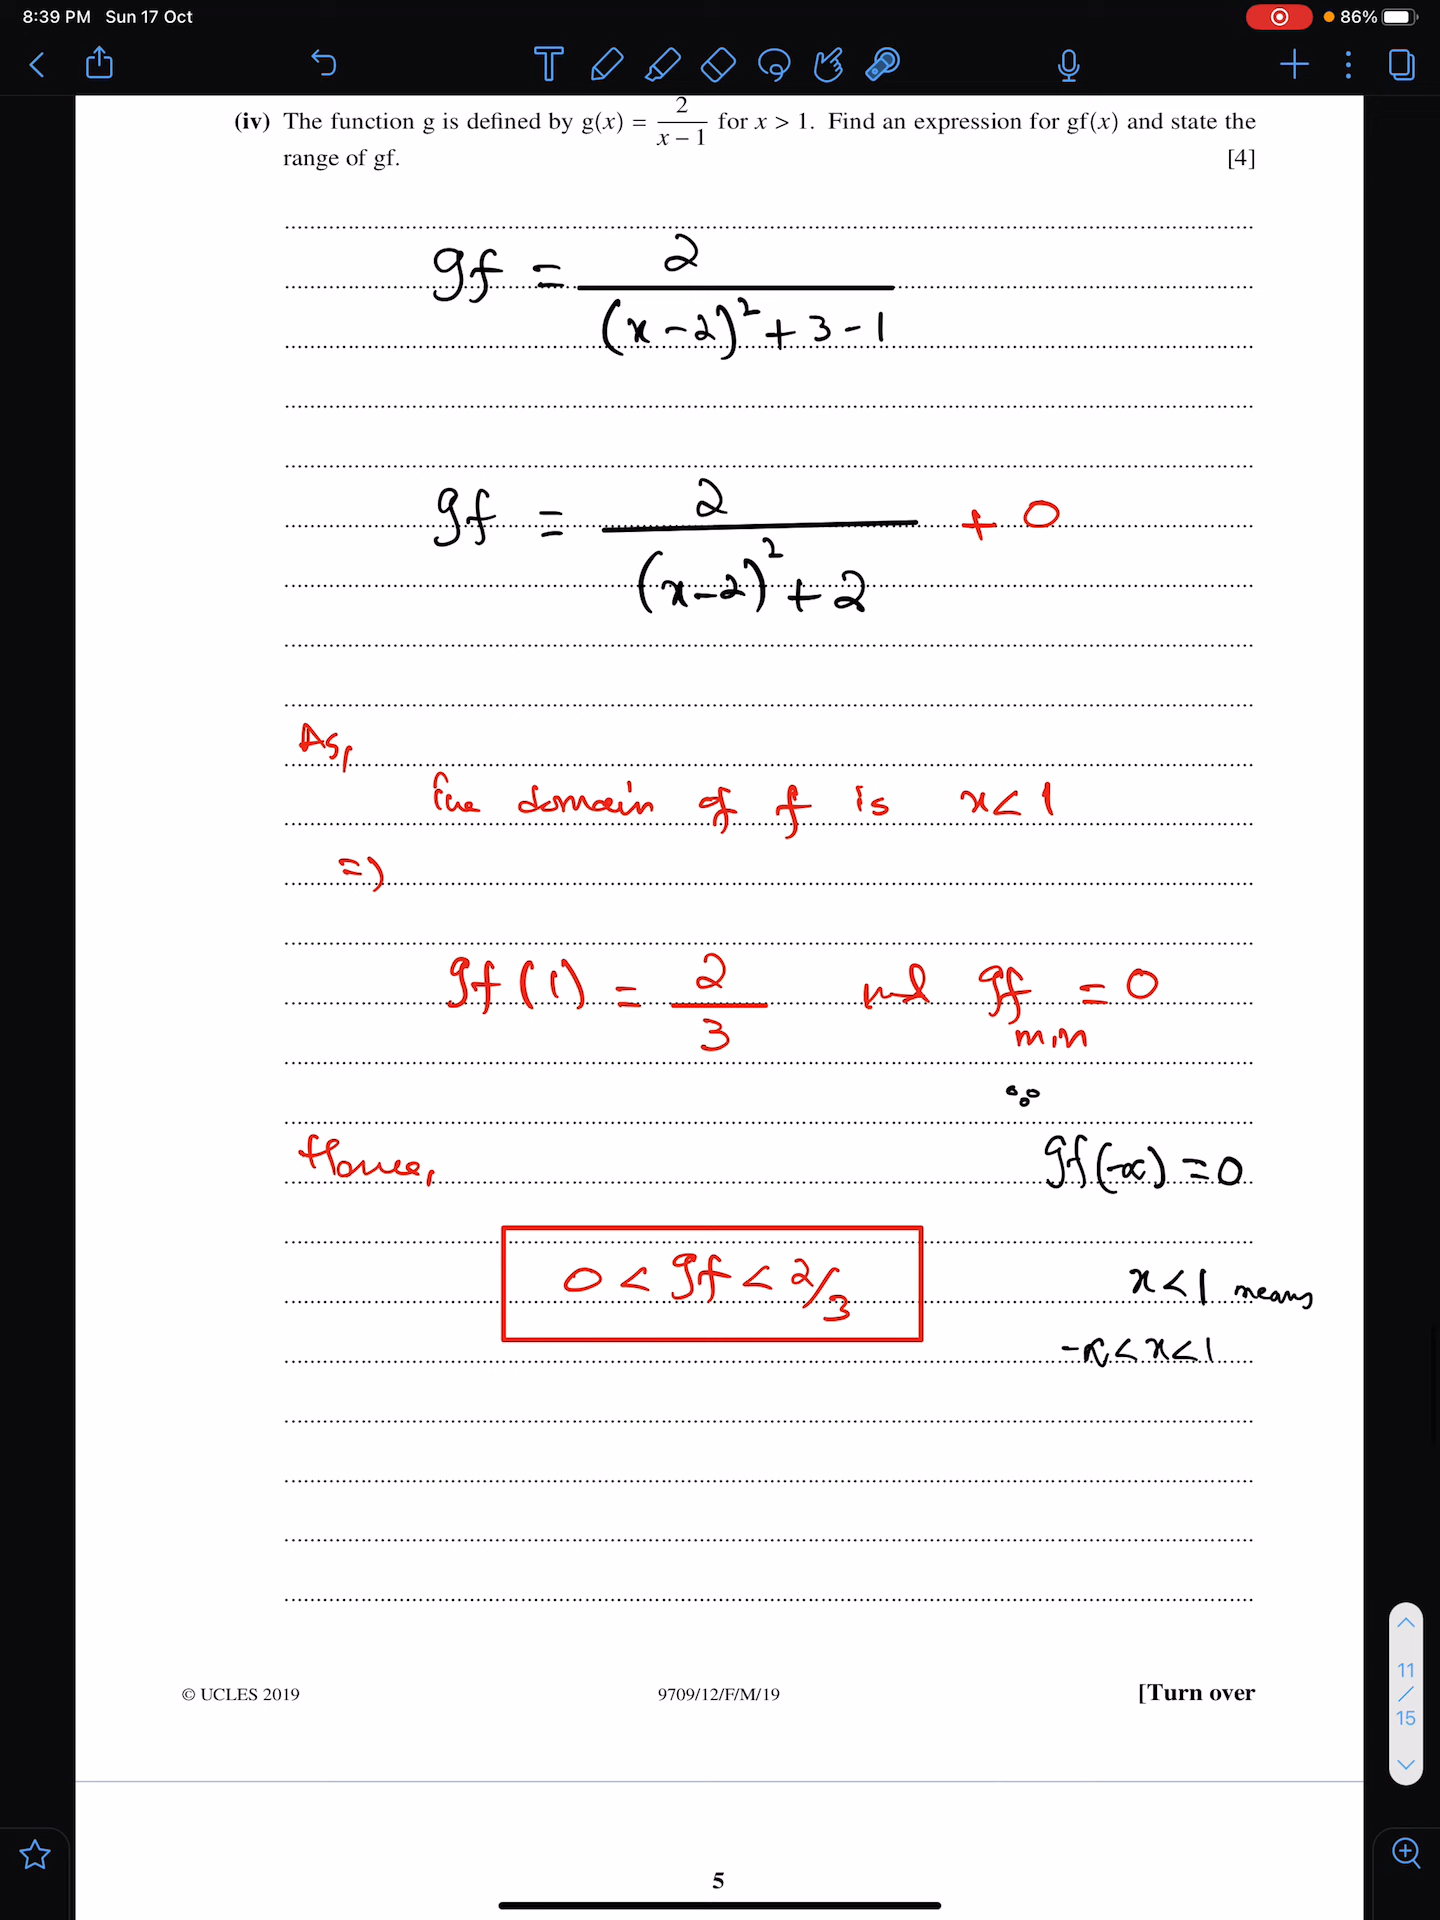 8:39 PM Sun 17 Oct 86%
(iv) The function g is defined by g(x) = 2/(x − 1) for x > 1. Find an expression for gf(x) and state the
range of gf. [4]
gf = 2/((x−2)² + 3 − 1)
gf = 2/((x−2)² + 2) + 0
As,
the domain of f is x < 1
=>
gf(1) = 2/3 and gf min = 0
∵
Hence, gf(-∞) = 0
0 < gf < 2/3
x < 1 means
-∞ < x < 1
11
/
15
© UCLES 2019 9709/12/F/M/19 [Turn over
5